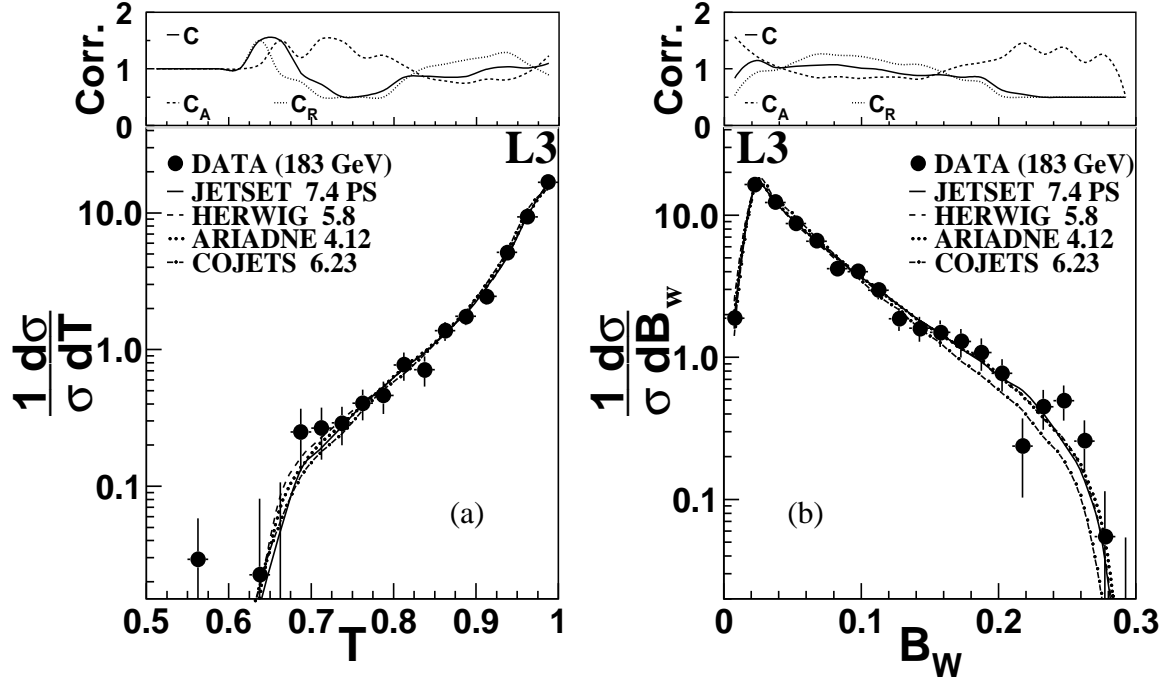 2
1
0
Corr.
C
C_A
C_R
L3
DATA (183 GeV)
JETSET 7.4 PS
HERWIG 5.8
ARIADNE 4.12
COJETS 6.23
10.0
1.0
0.1
1 dσ
σ dT
(a)
0.5 0.6 0.7 0.8 0.9 1
T
2
1
0
Corr.
C
C_A
C_R
L3
DATA (183 GeV)
JETSET 7.4 PS
HERWIG 5.8
ARIADNE 4.12
COJETS 6.23
10.0
1.0
0.1
1 dσ
σ dB_w
(b)
0 0.1 0.2 0.3
B_W